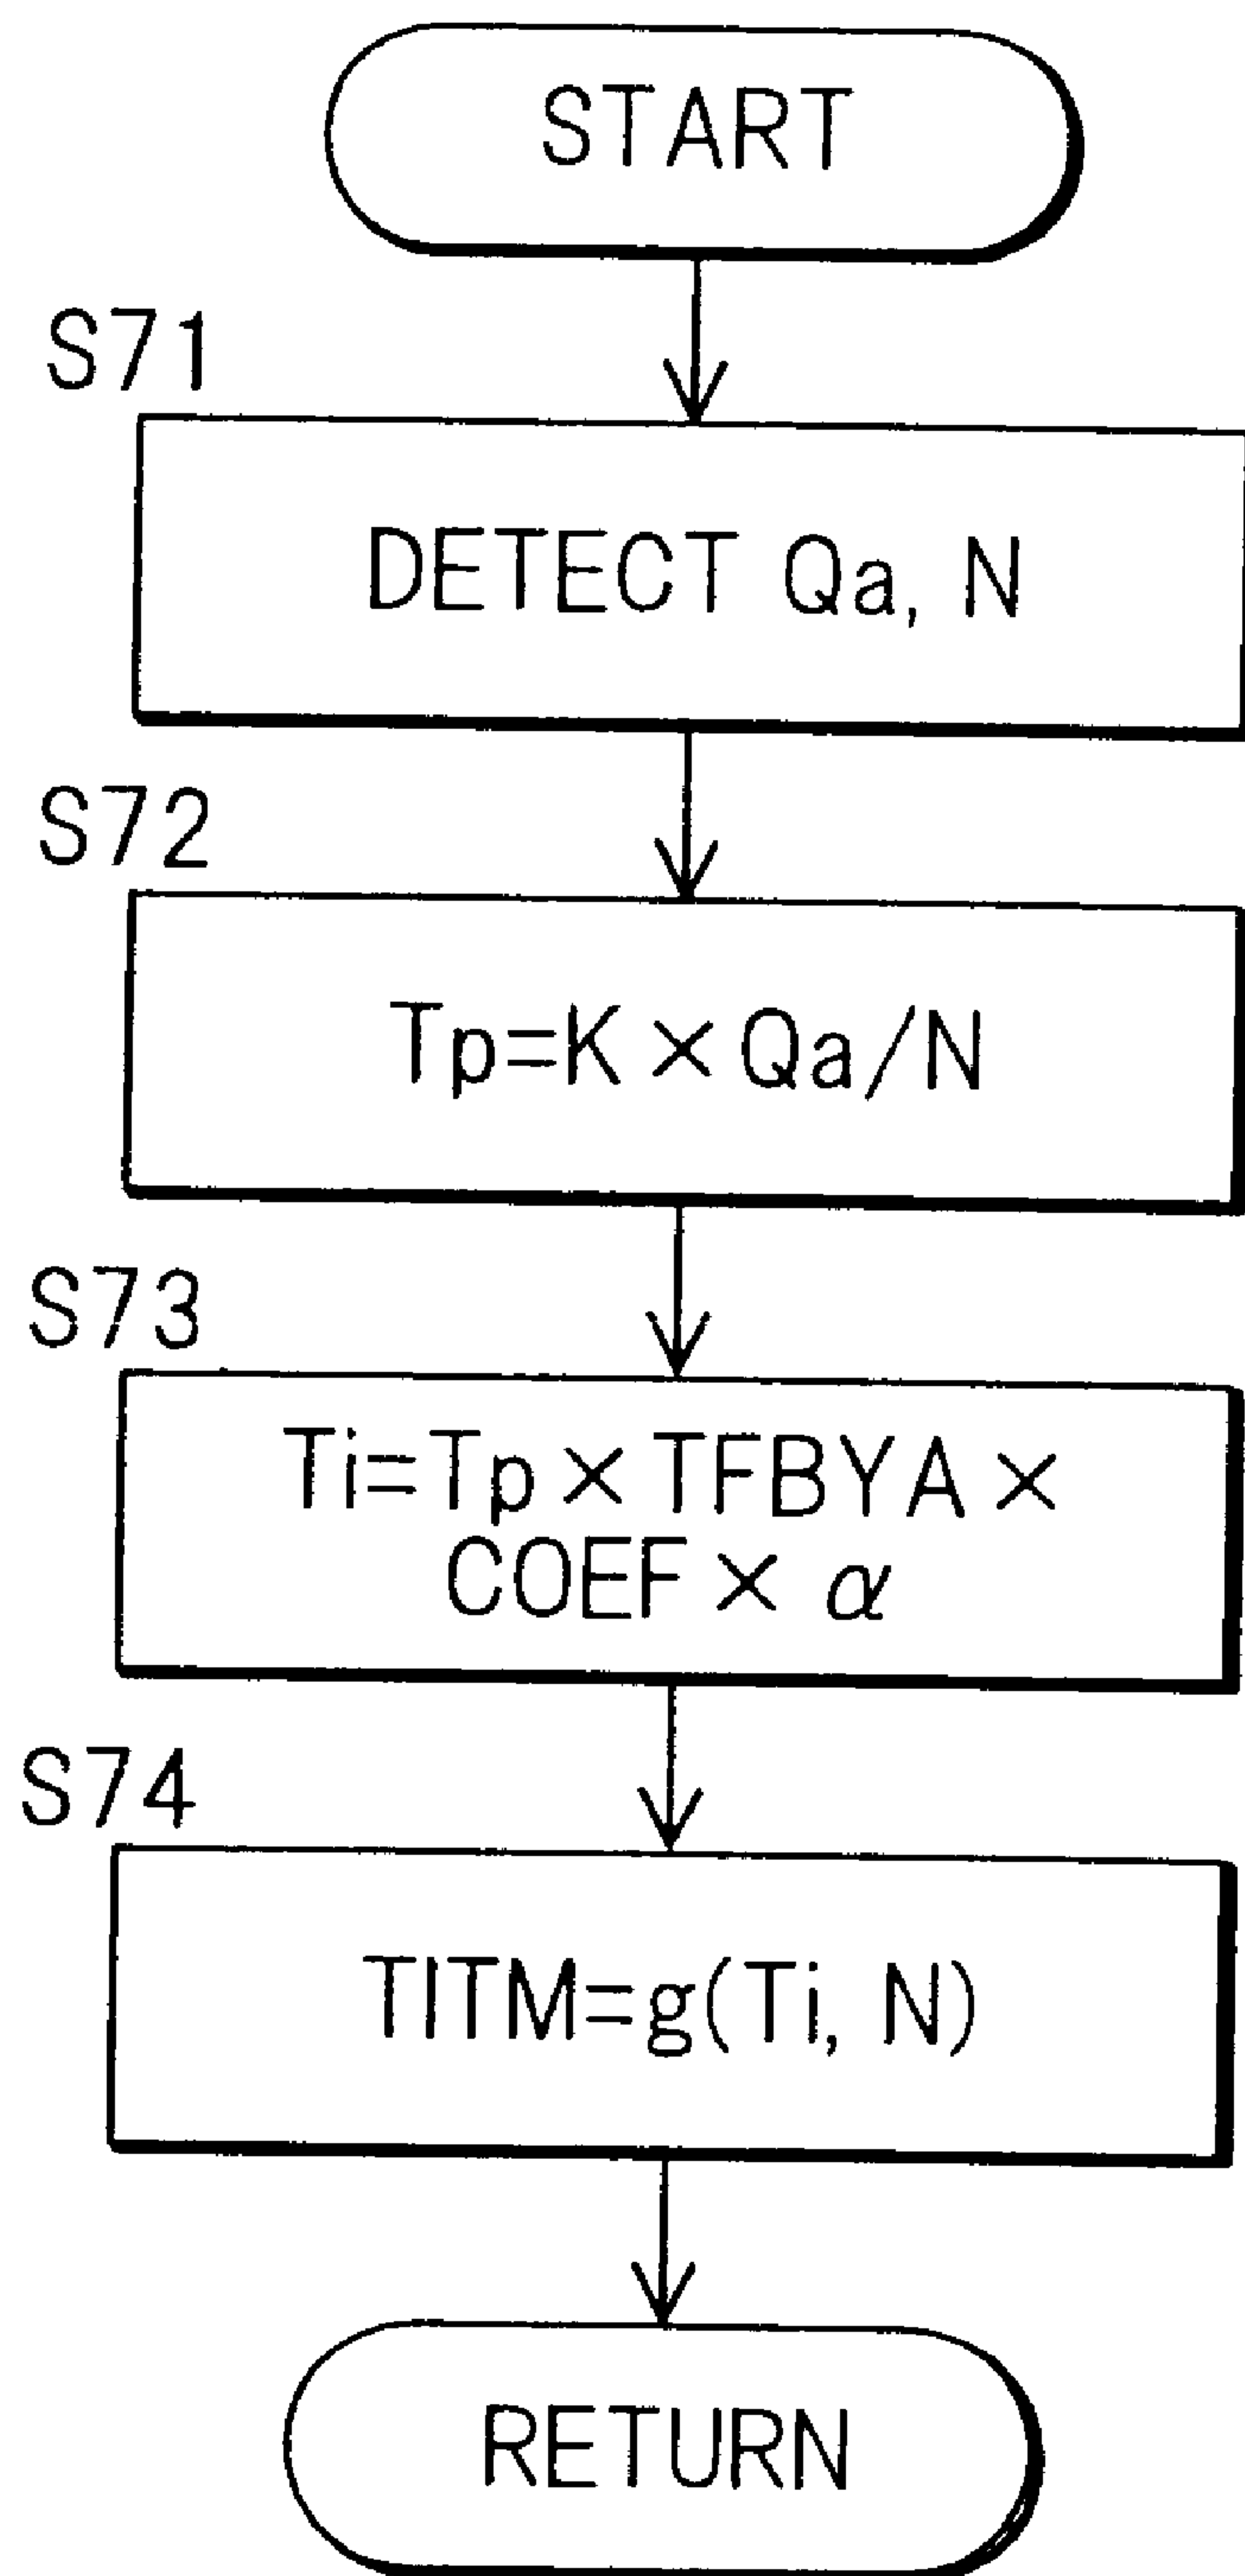 START
S71
DETECT Qa, N
S72
Tp=K×Qa/N
S73
Ti=Tp×TFBYA×
COEF×α
S74
TITM=g(Ti, N)
RETURN